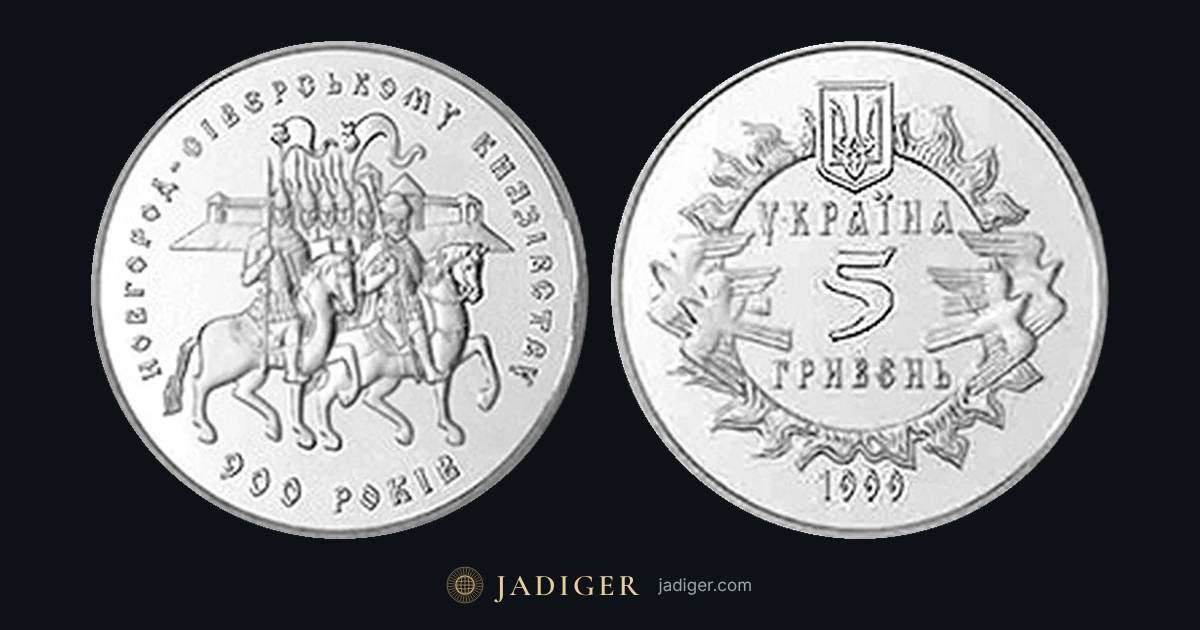 НОВГОРОД-СІВЕРСЬКОМУ КНЯЗІВСТВУ
900 РОКІВ
УКРАЇНА
5
ГРИВЕНЬ
1999
JADIGER jadiger.com